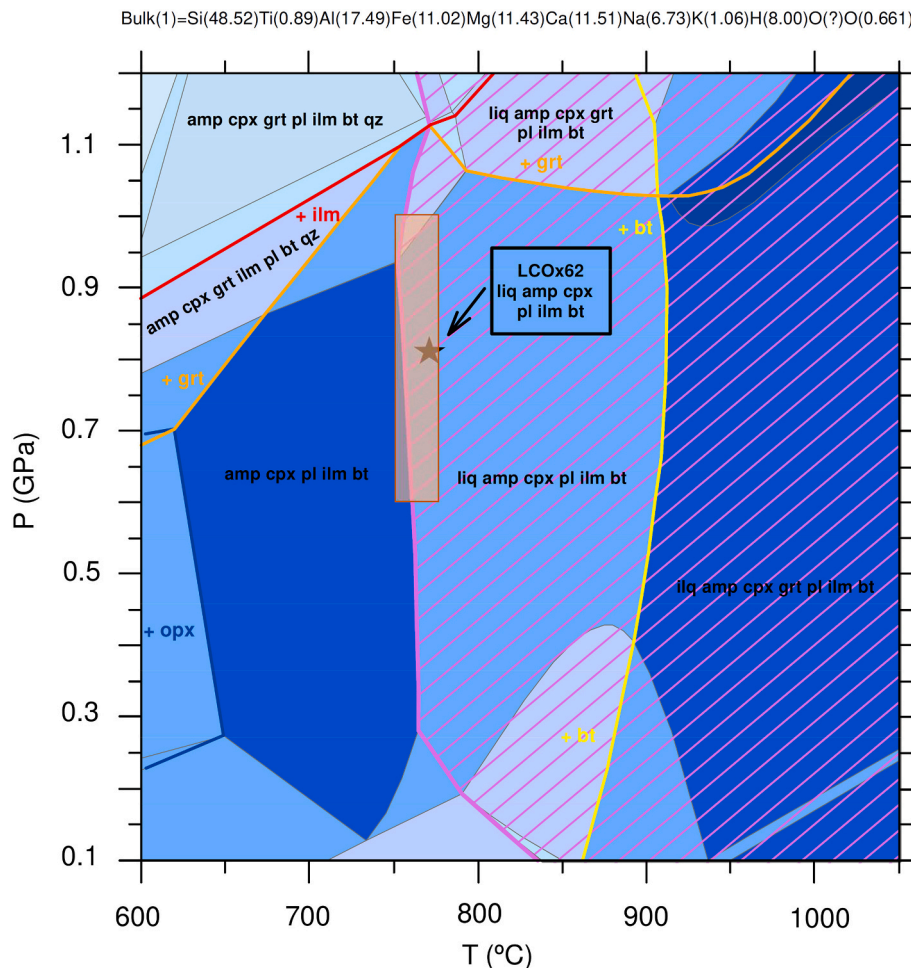 Bulk(1)=Si(48.52)Ti(0.89)Al(17.49)Fe(11.02)Mg(11.43)Ca(11.51)Na(6.73)K(1.06)H(8.00)O(?)O(0.661)
amp cpx grt pl ilm bt qz
liq amp cpx grt
pl ilm bt
+ grt
+ ilm
+ bt
amp cpx grt ilm pl bt qz
LCOx62
liq amp cpx
pl ilm bt
+ grt
amp cpx pl ilm bt
liq amp cpx pl ilm bt
ilq amp cpx grt pl ilm bt
+ opx
+ bt
P (GPa)
1.1
0.9
0.7
0.5
0.3
0.1
600
700
800
900
1000
T (ºC)